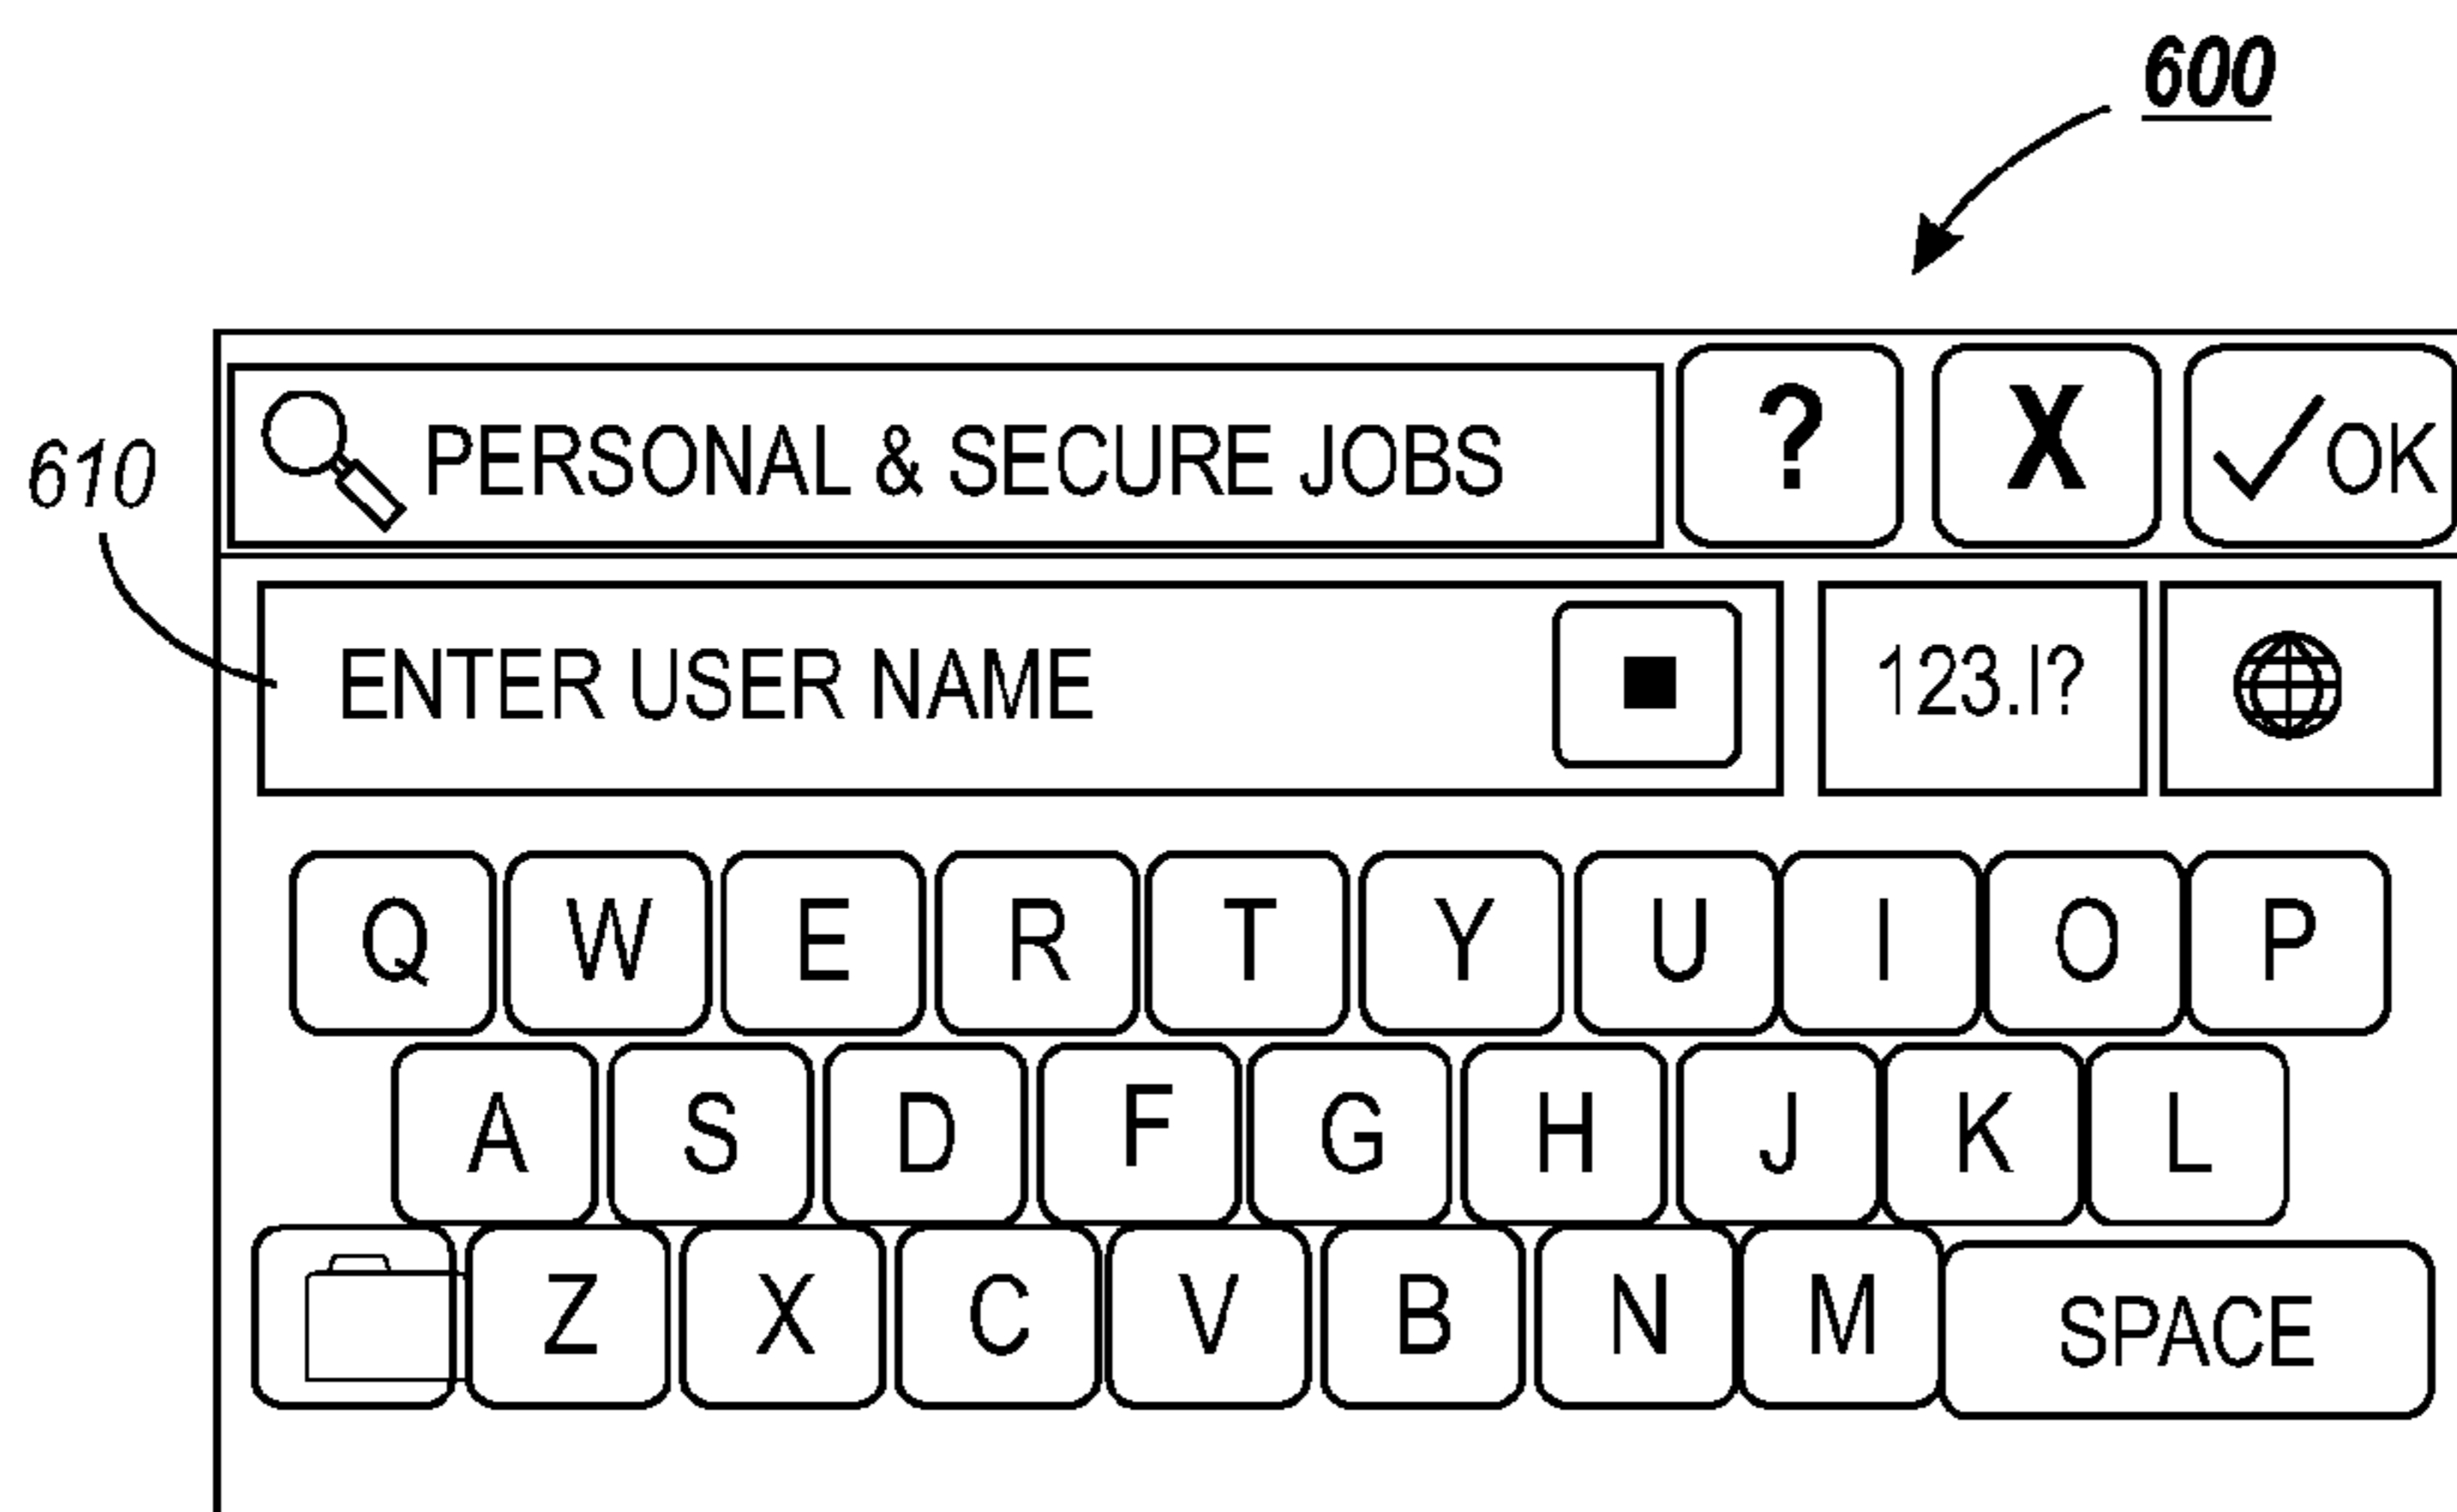 600
610
PERSONAL & SECURE JOBS ? X OK
ENTER USER NAME 123.I?
Q W E R T Y U I O P
A S D F G H J K L
Z X C V B N M SPACE